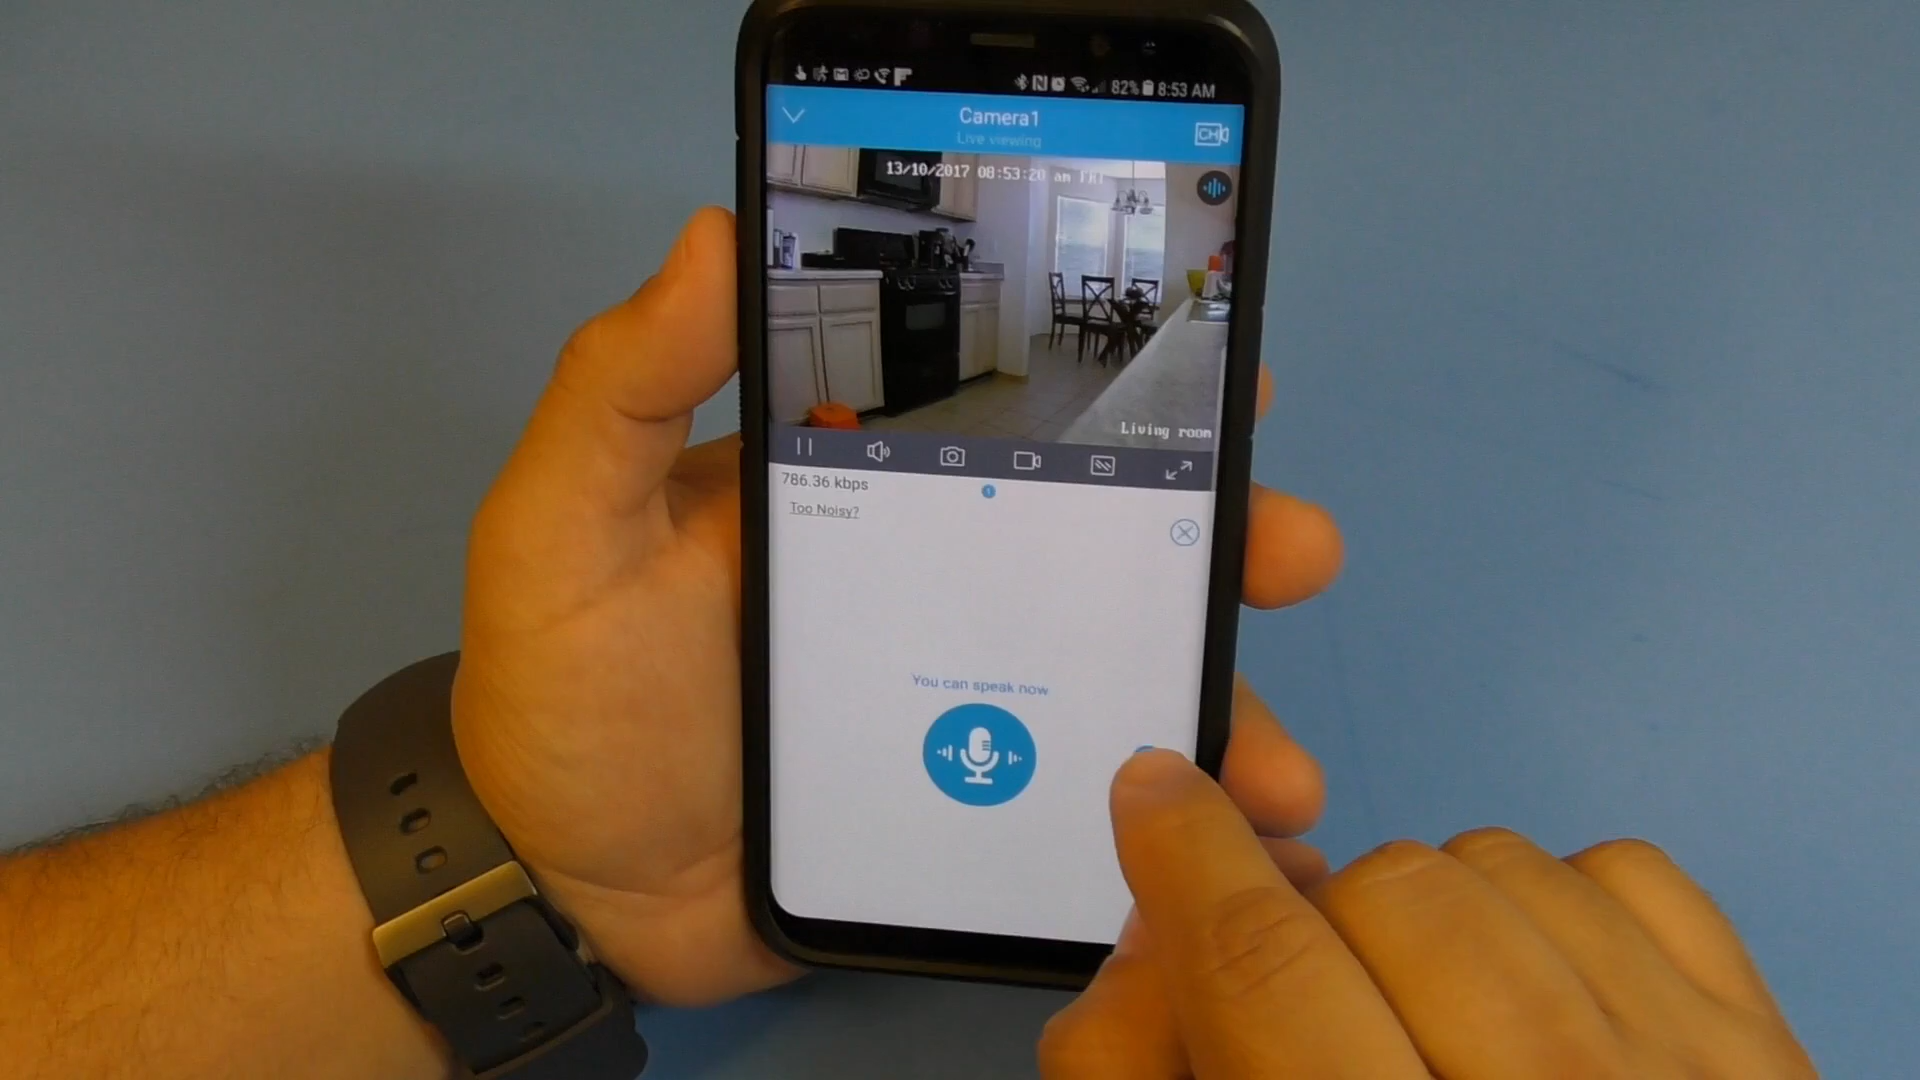 82% 8:53 AM
Camera1
Live viewing
CH
13/10/2017 08:53:20 am FRI
Living room
786.36 kbps
Too Noisy?
You can speak now